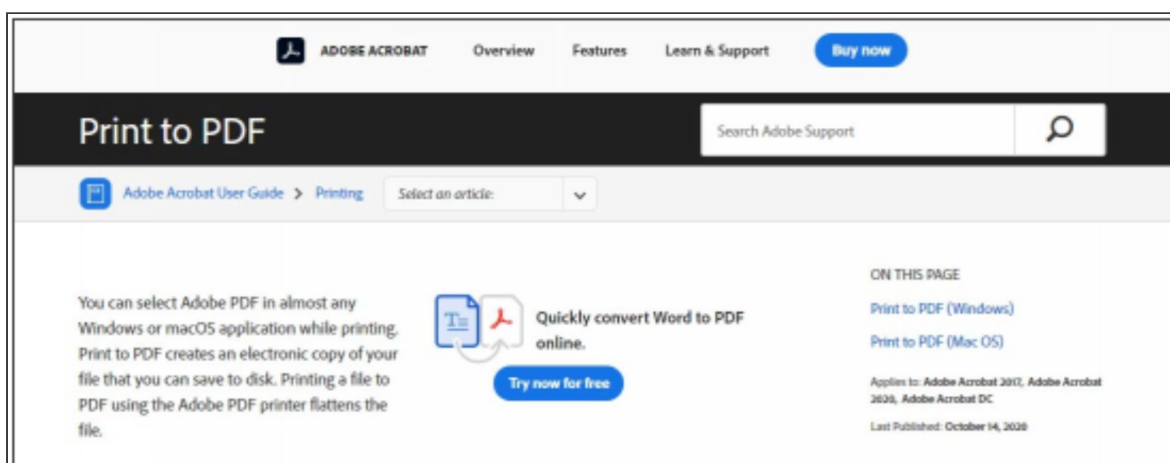 ADOBE ACROBAT Overview Features Learn & Support Buy now
Print to PDF
Search Adobe Support
Adobe Acrobat User Guide > Printing Select an article:
You can select Adobe PDF in almost any
Windows or macOS application while printing.
Print to PDF creates an electronic copy of your
file that you can save to disk. Printing a file to
PDF using the Adobe PDF printer flattens the
file.
T
Quickly convert Word to PDF
online.
Try now for free
ON THIS PAGE
Print to PDF (Windows)
Print to PDF (Mac OS)
Applies to: Adobe Acrobat 2017, Adobe Acrobat
2020, Adobe Acrobat DC
Last Published: October 14, 2020